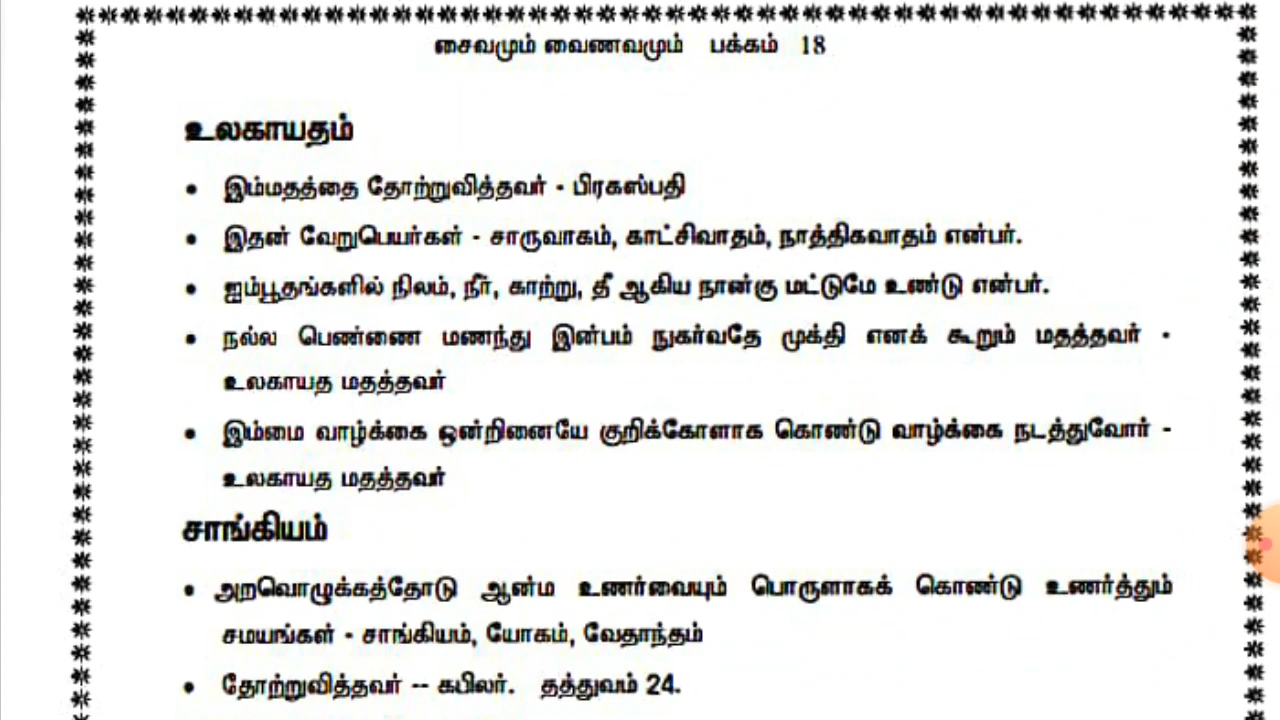 சைவமும் வைணவமும் பக்கம் 18
உலகாயதம்
• இம்மதத்தை தோற்றுவித்தவர் - பிரகஸ்பதி
• இதன் வேறுபெயர்கள் - சாருவாகம், காட்சிவாதம், நாத்திகவாதம் என்பர்.
• ஐம்பூதங்களில் நிலம், நீர், காற்று, தீ ஆகிய நான்கு மட்டுமே உண்டு என்பர்.
• நல்ல பெண்ணை மணந்து இன்பம் நுகர்வதே முக்தி எனக் கூறும் மதத்தவர் -
உலகாயத மதத்தவர்
• இம்மை வாழ்க்கை ஒன்றினையே குறிக்கோளாக கொண்டு வாழ்க்கை நடத்துவோர் -
உலகாயத மதத்தவர்
சாங்கியம்
• அறவொழுக்கத்தோடு ஆன்ம உணர்வையும் பொருளாகக் கொண்டு உணர்த்தும்
சமயங்கள் - சாங்கியம், யோகம், வேதாந்தம்
• தோற்றுவித்தவர் -- கபிலர். தத்துவம் 24.